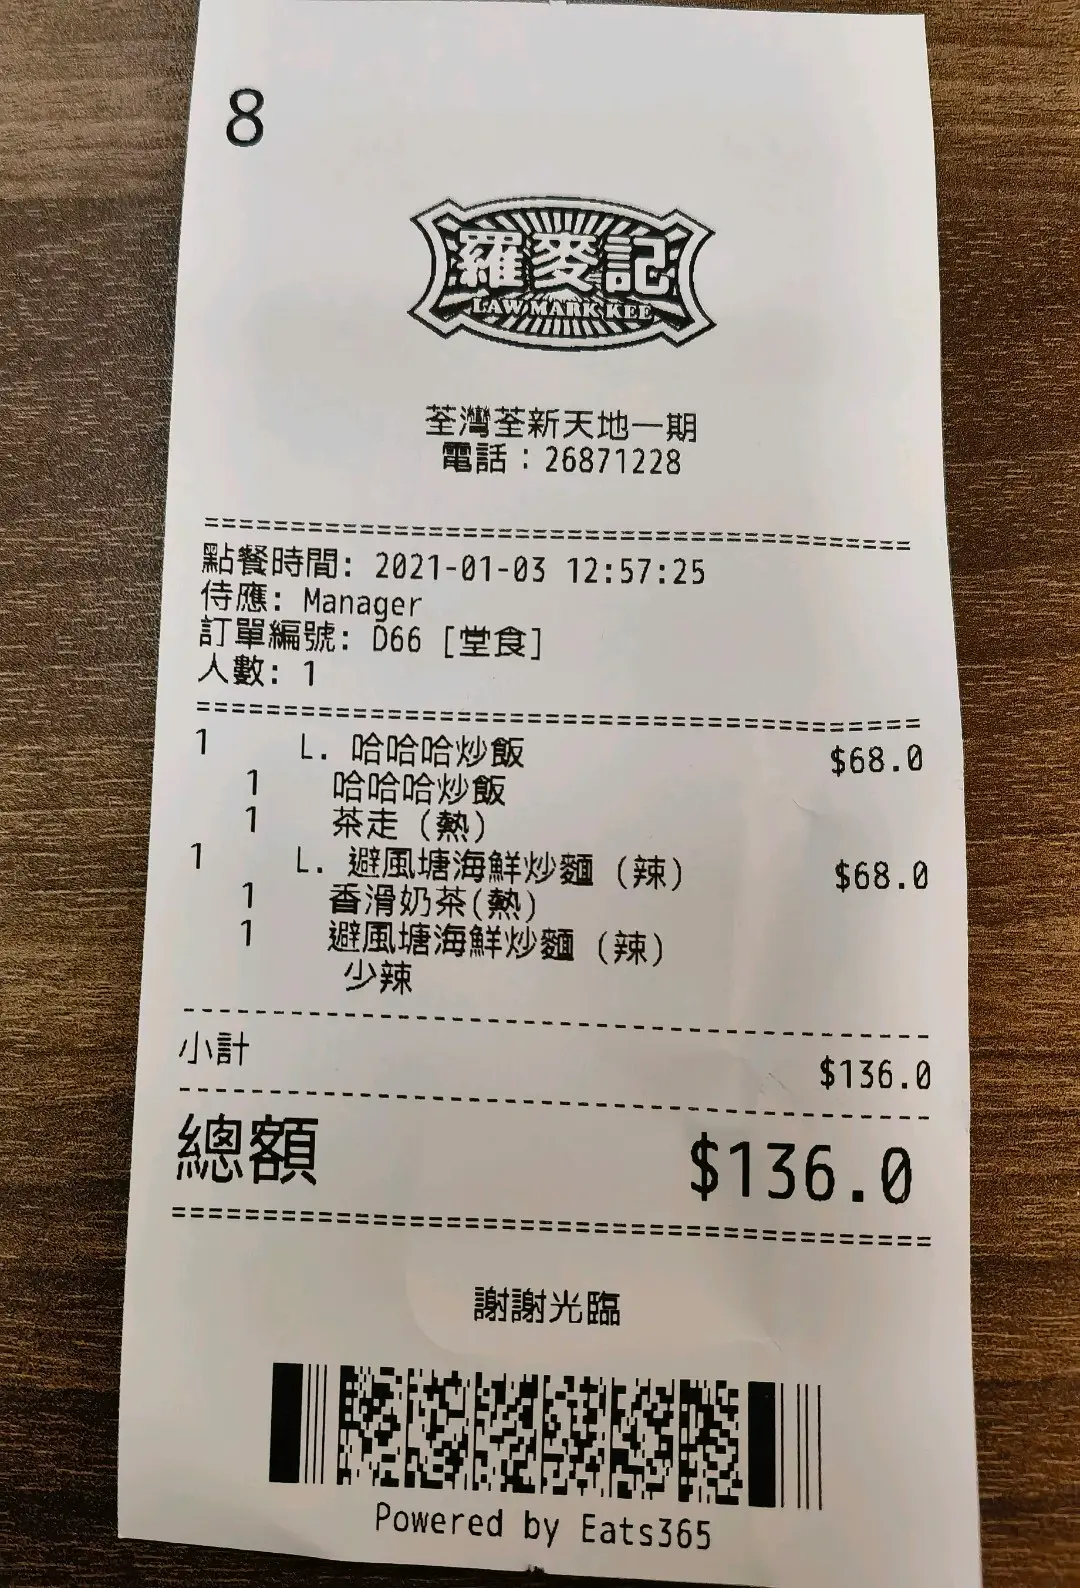 8
羅麥記
LAW MARK KEE
荃灣荃新天地一期
電話：26871228
========================================
點餐時間: 2021-01-03 12:57:25
侍應: Manager
訂單編號: D66 [堂食]
人數: 1
========================================
1 L. 哈哈哈炒飯 $68.0
1 哈哈哈炒飯
1 茶走 (熱)
1 L. 避風塘海鮮炒麵 (辣) $68.0
1 香滑奶茶(熱)
1 避風塘海鮮炒麵 (辣)
少辣
----------------------------------------
小計 $136.0
----------------------------------------
總額 $136.0
========================================
謝謝光臨
Powered by Eats365